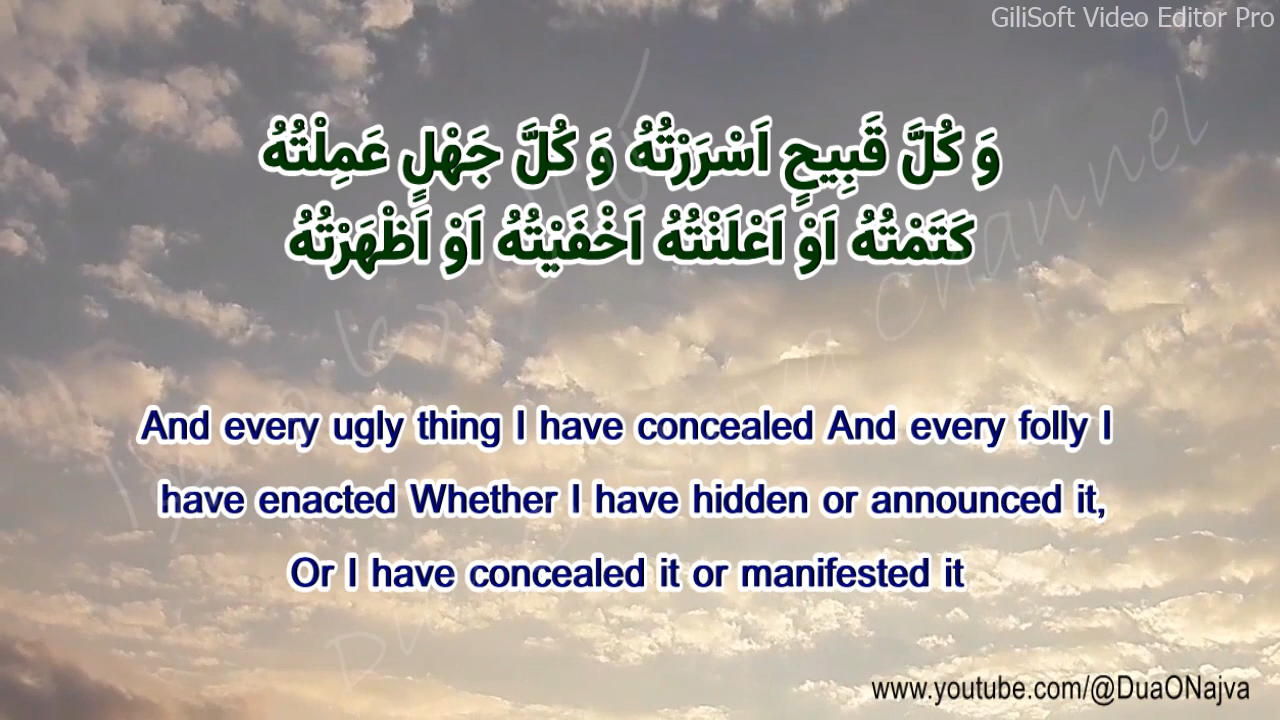 GiliSoft Video Editor Pro
وَ كُلَّ قَبِيحٍ اَسْرَرْتُهُ وَ كُلَّ جَهْلٍ عَمِلْتُهُ
كَتَمْتُهُ اَوْ اَعْلَنْتُهُ اَخْفَيْتُهُ اَوْ اَظْهَرْتُهُ
And every ugly thing I have concealed And every folly I
have enacted Whether I have hidden or announced it,
Or I have concealed it or manifested it
www.youtube.com/@DuaONajva